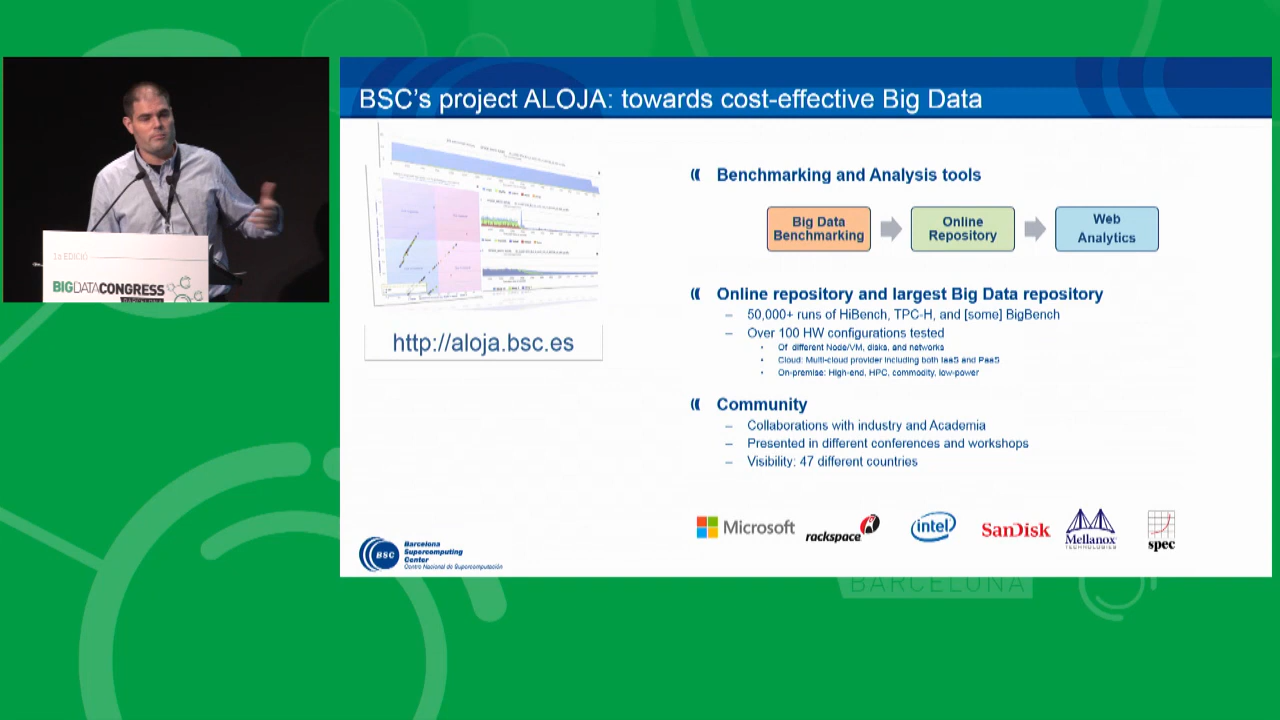 BSC's project ALOJA: towards cost-effective Big Data
http://aloja.bsc.es
Benchmarking and Analysis tools
Big Data
Benchmarking
Online
Repository
Web
Analytics
Online repository and largest Big Data repository
– 50,000+ runs of HiBench, TPC-H, and [some] BigBench
– Over 100 HW configurations tested
• Of different Node/VM, disks, and networks
• Cloud: Multi-cloud provider including both IaaS and PaaS
• On-premise: High-end, HPC, commodity, low-power
Community
– Collaborations with industry and Academia
– Presented in different conferences and workshops
– Visibility: 47 different countries
Microsoft
rackspace
intel
SanDisk
Mellanox
TECHNOLOGIES
spec
BSC
Barcelona
Supercomputing
Center
Centro Nacional de Supercomputación
1a EDICIÓ
BIGDATACONGRESS
BARCELONA
BARCELONA